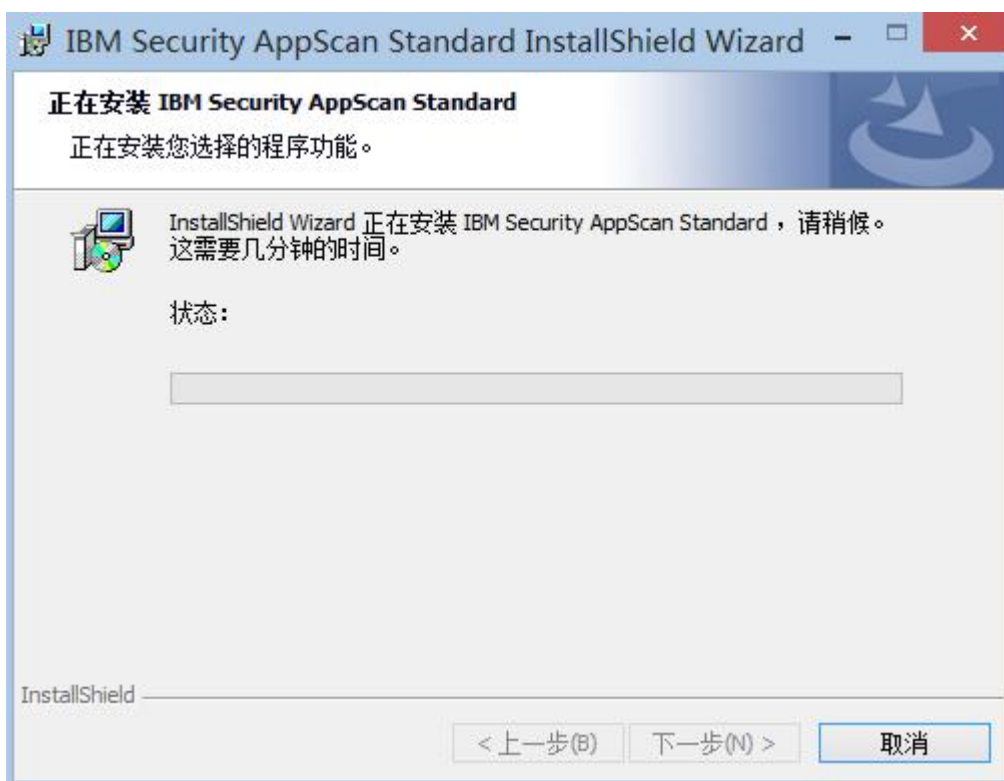 IBM Security AppScan Standard InstallShield Wizard
正在安装 IBM Security AppScan Standard
正在安装您选择的程序功能。
InstallShield Wizard 正在安装 IBM Security AppScan Standard，请稍候。
这需要几分钟的时间。
状态：
InstallShield
< 上一步(B)
下一步(N) >
取消